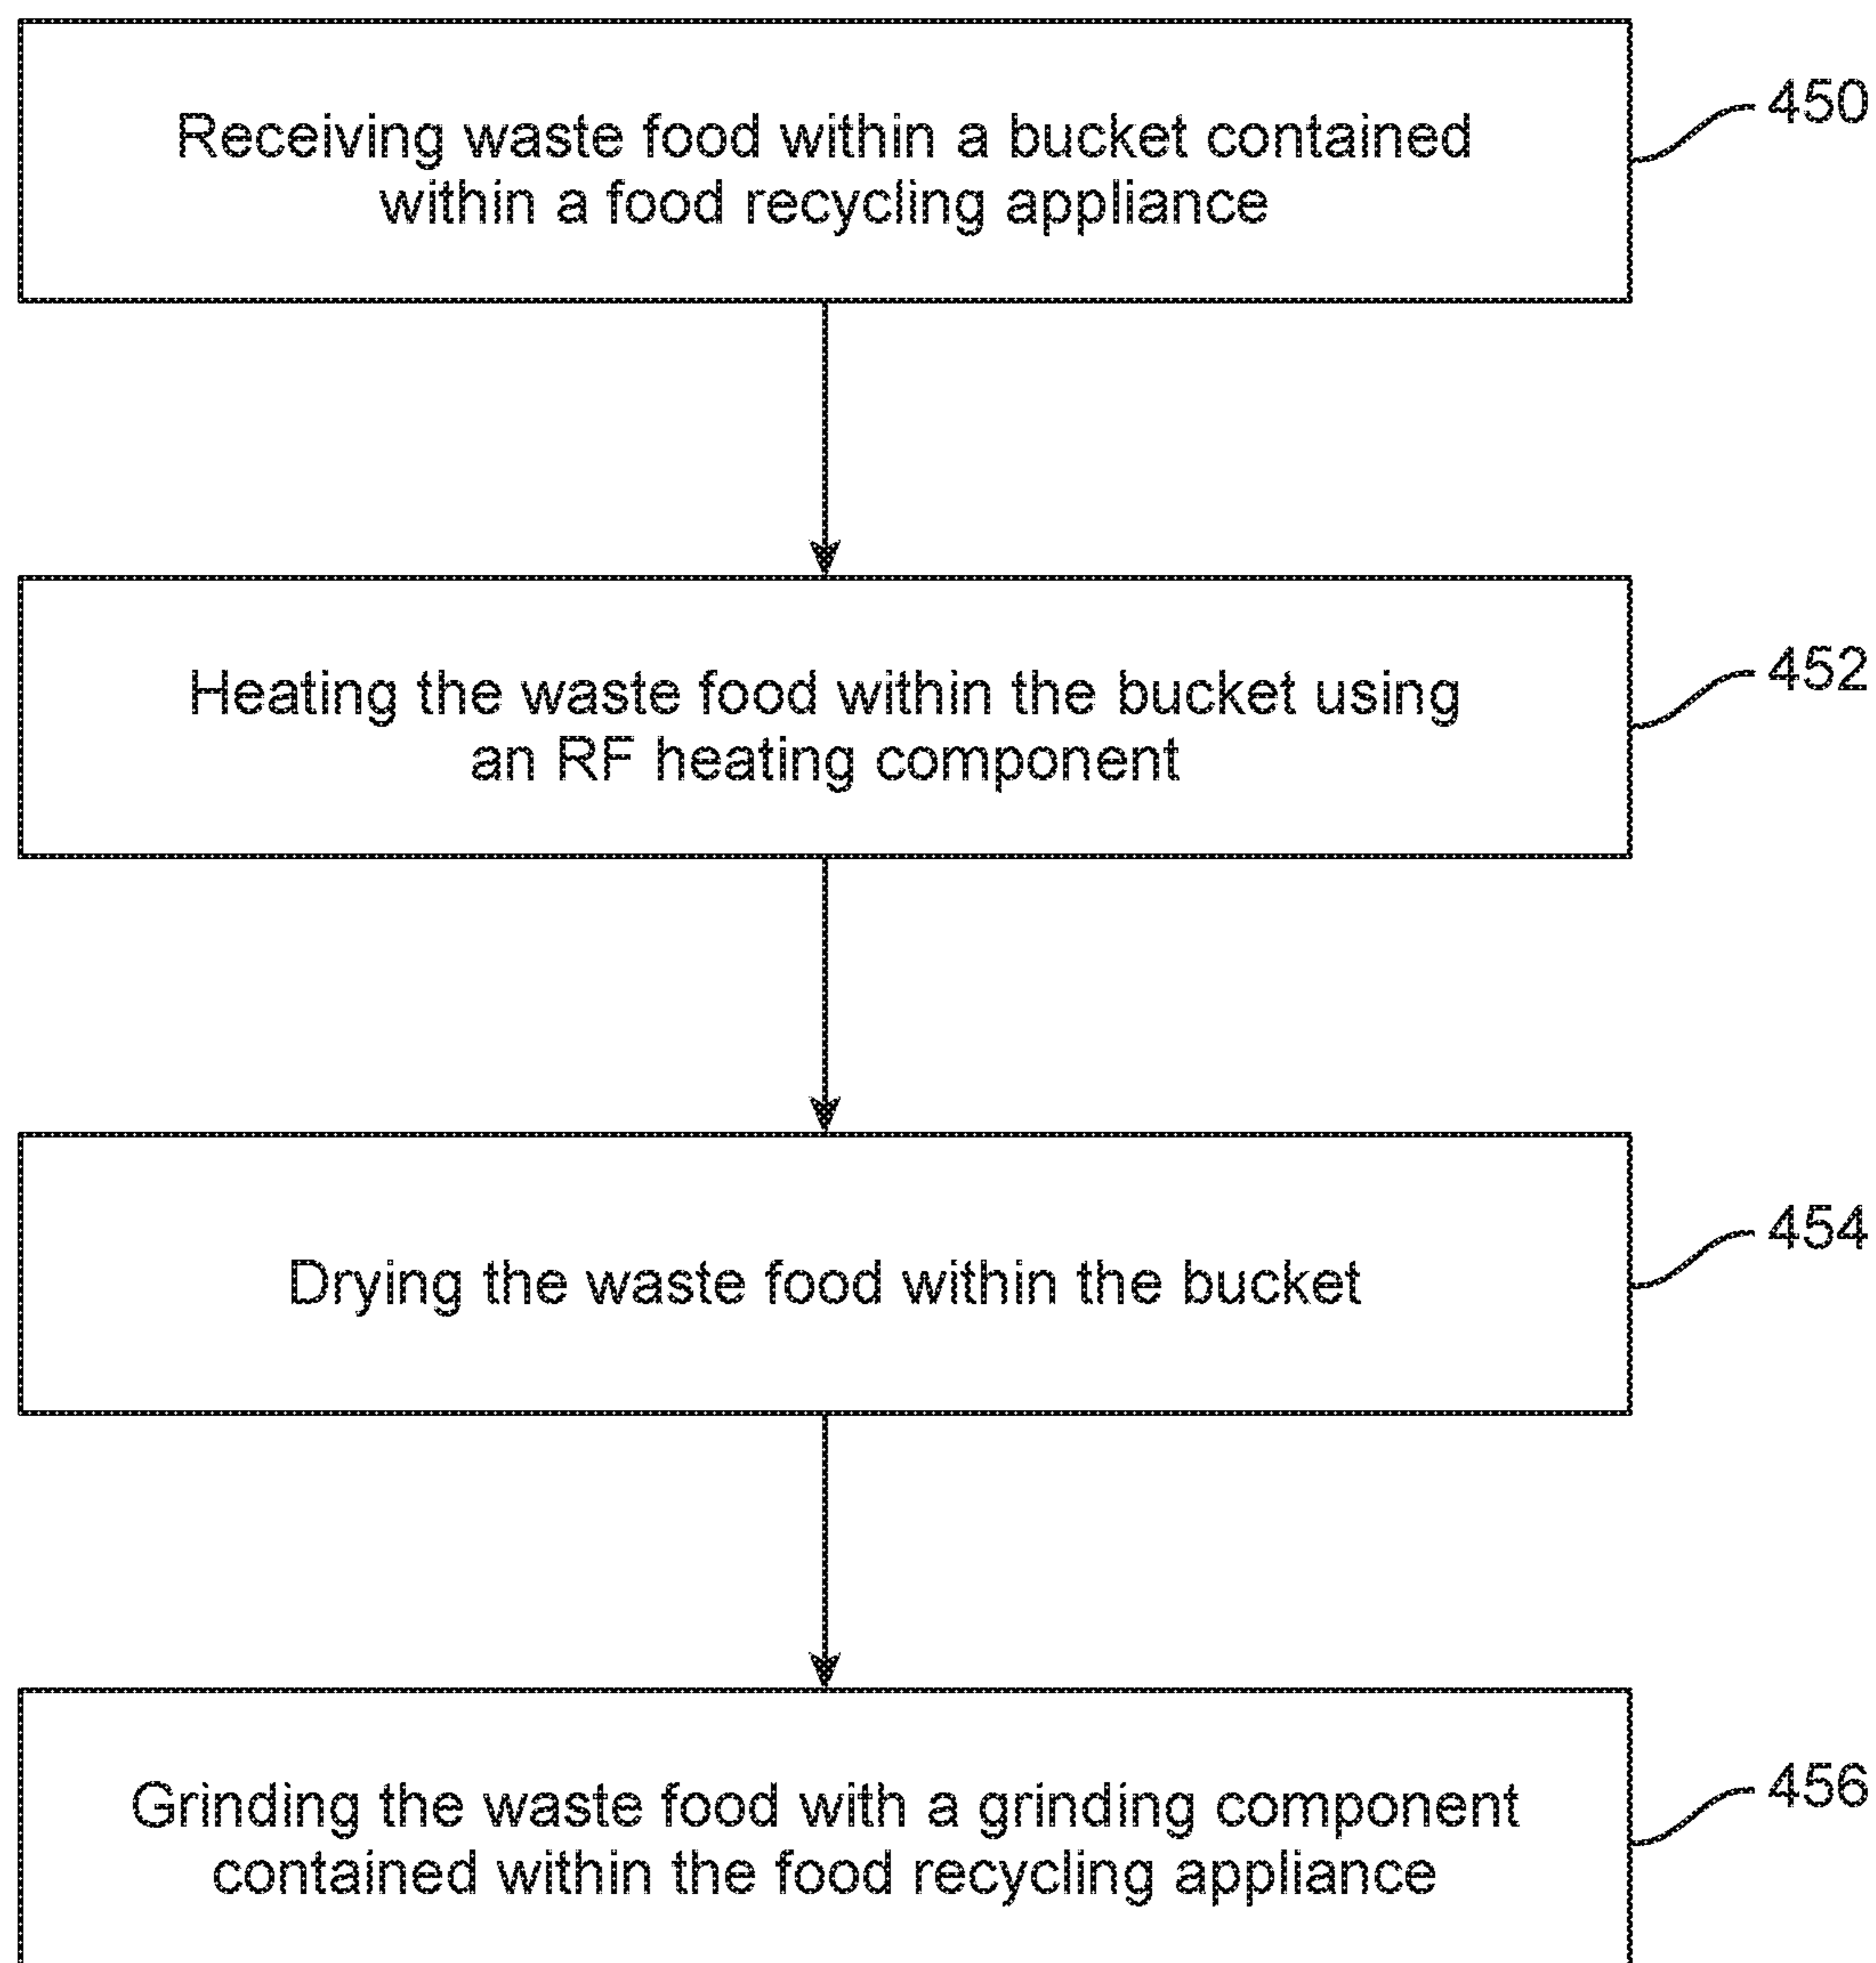 Receiving waste food within a bucket contained
within a food recycling appliance
450
Heating the waste food within the bucket using
an RF heating component
452
Drying the waste food within the bucket
454
Grinding the waste food with a grinding component
contained within the food recycling appliance
456